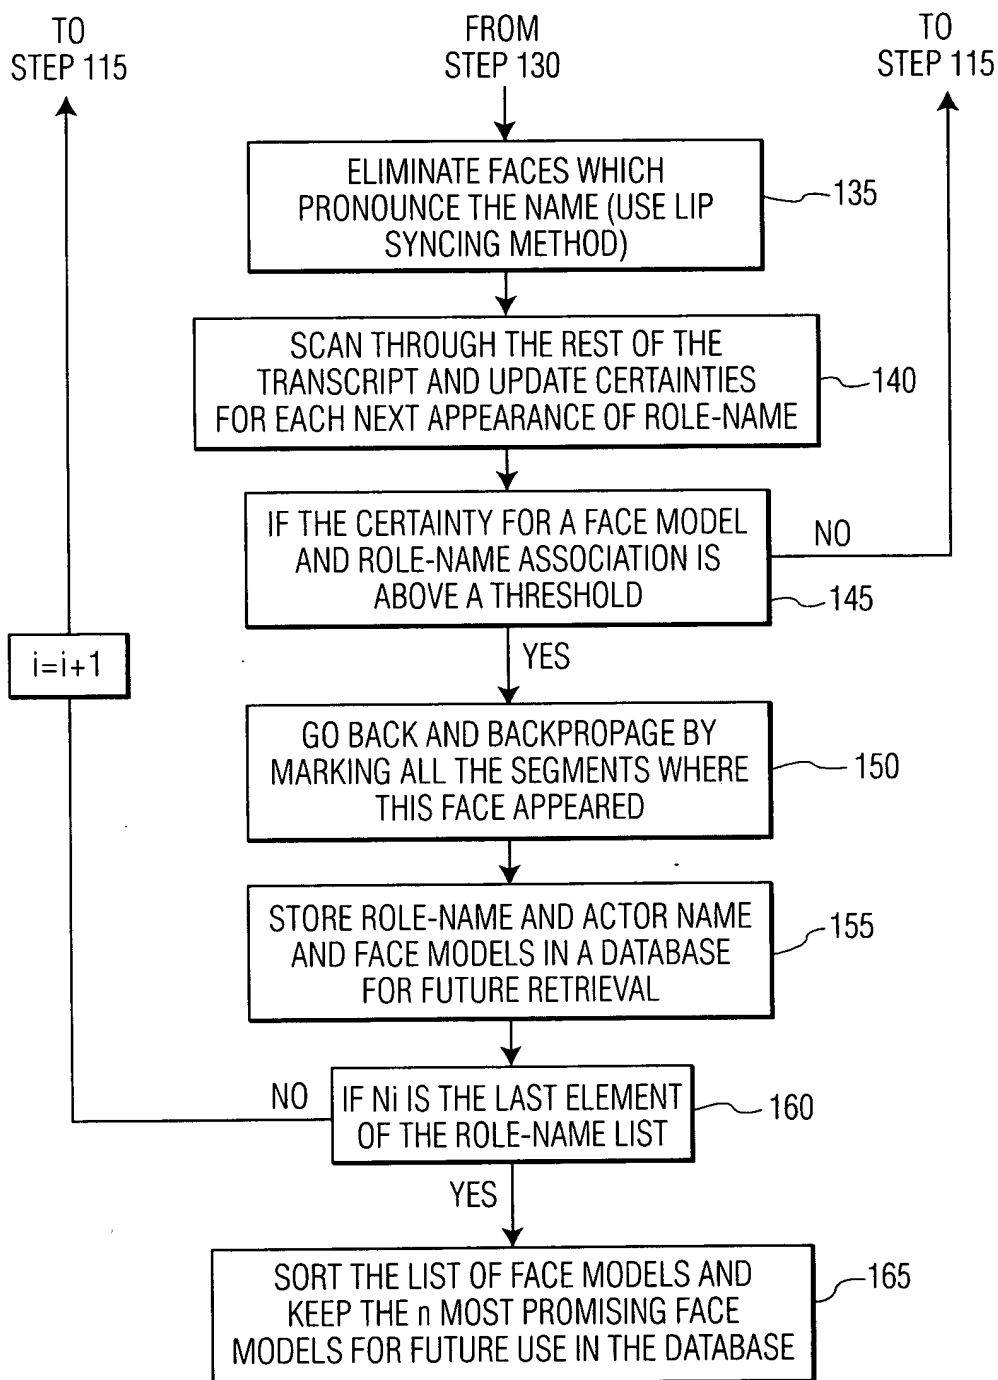 TO
STEP 115
FROM
STEP 130
TO
STEP 115
ELIMINATE FACES WHICH
PRONOUNCE THE NAME (USE LIP
SYNCING METHOD)
135
SCAN THROUGH THE REST OF THE
TRANSCRIPT AND UPDATE CERTAINTIES
FOR EACH NEXT APPEARANCE OF ROLE-NAME
140
IF THE CERTAINTY FOR A FACE MODEL
AND ROLE-NAME ASSOCIATION IS
ABOVE A THRESHOLD
NO
145
YES
i=i+1
GO BACK AND BACKPROPAGE BY
MARKING ALL THE SEGMENTS WHERE
THIS FACE APPEARED
150
STORE ROLE-NAME AND ACTOR NAME
AND FACE MODELS IN A DATABASE
FOR FUTURE RETRIEVAL
155
NO
IF Ni IS THE LAST ELEMENT
OF THE ROLE-NAME LIST
160
YES
SORT THE LIST OF FACE MODELS AND
KEEP THE n MOST PROMISING FACE
MODELS FOR FUTURE USE IN THE DATABASE
165